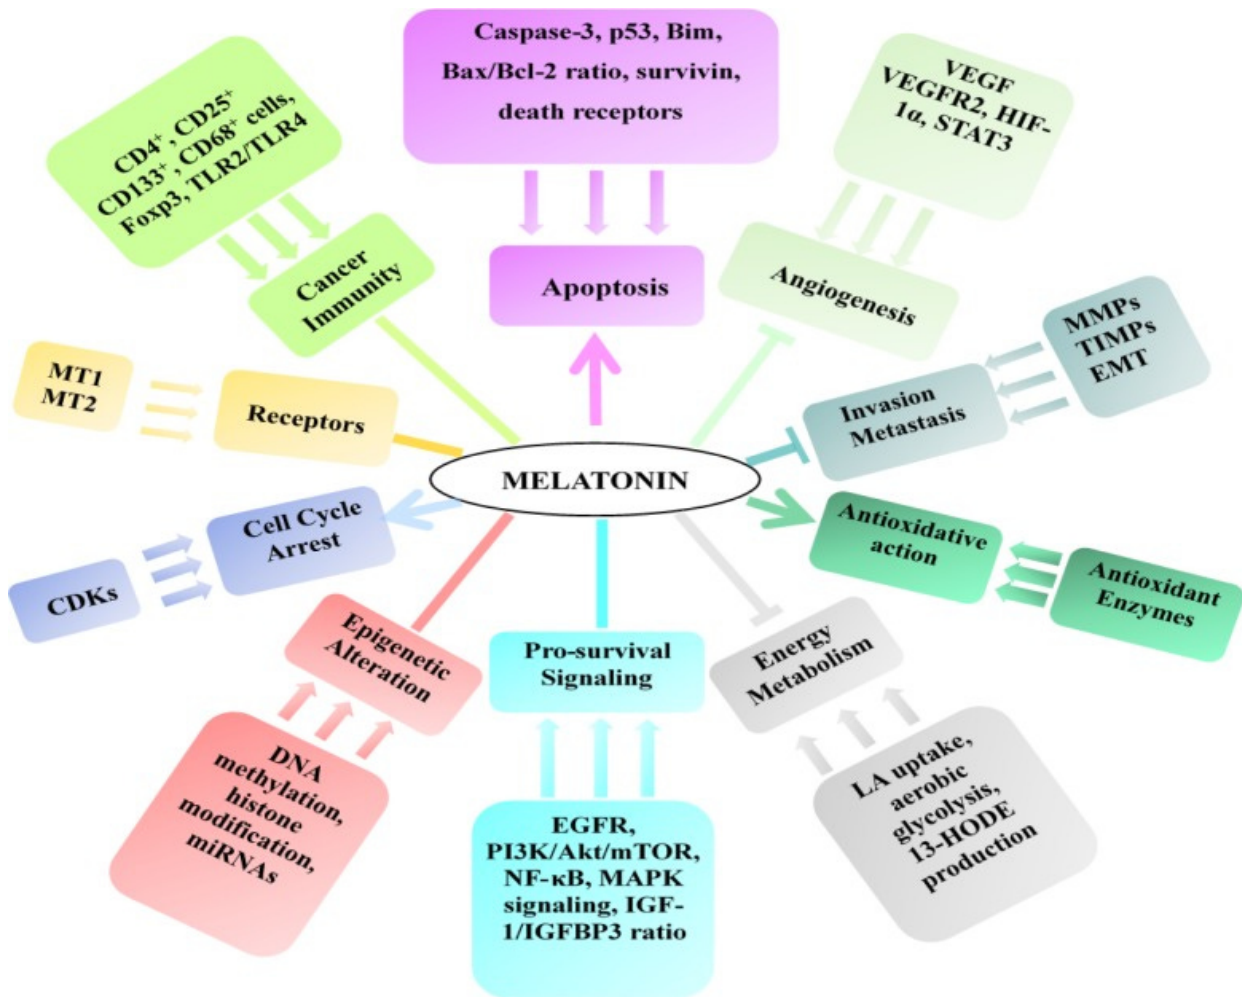 Caspase-3, p53, Bim,
Bax/Bcl-2 ratio, survivin,
death receptors
CD4⁺, CD25⁺
CD133⁺, CD68⁺ cells,
Foxp3, TLR2/TLR4
VEGF
VEGFR2, HIF-
1α, STAT3
Cancer
Immunity
Apoptosis
Angiogenesis
MMPs
TIMPs
EMT
MT1
MT2
Receptors
Invasion
Metastasis
MELATONIN
Cell Cycle
Arrest
Antioxidative
action
CDKs
Antioxidant
Enzymes
Epigenetic
Alteration
Pro-survival
Signaling
Energy
Metabolism
DNA
methylation,
histone
modification,
miRNAs
EGFR,
PI3K/Akt/mTOR,
NF-κB, MAPK
signaling, IGF-
1/IGFBP3 ratio
LA uptake,
aerobic
glycolysis,
13-HODE
production